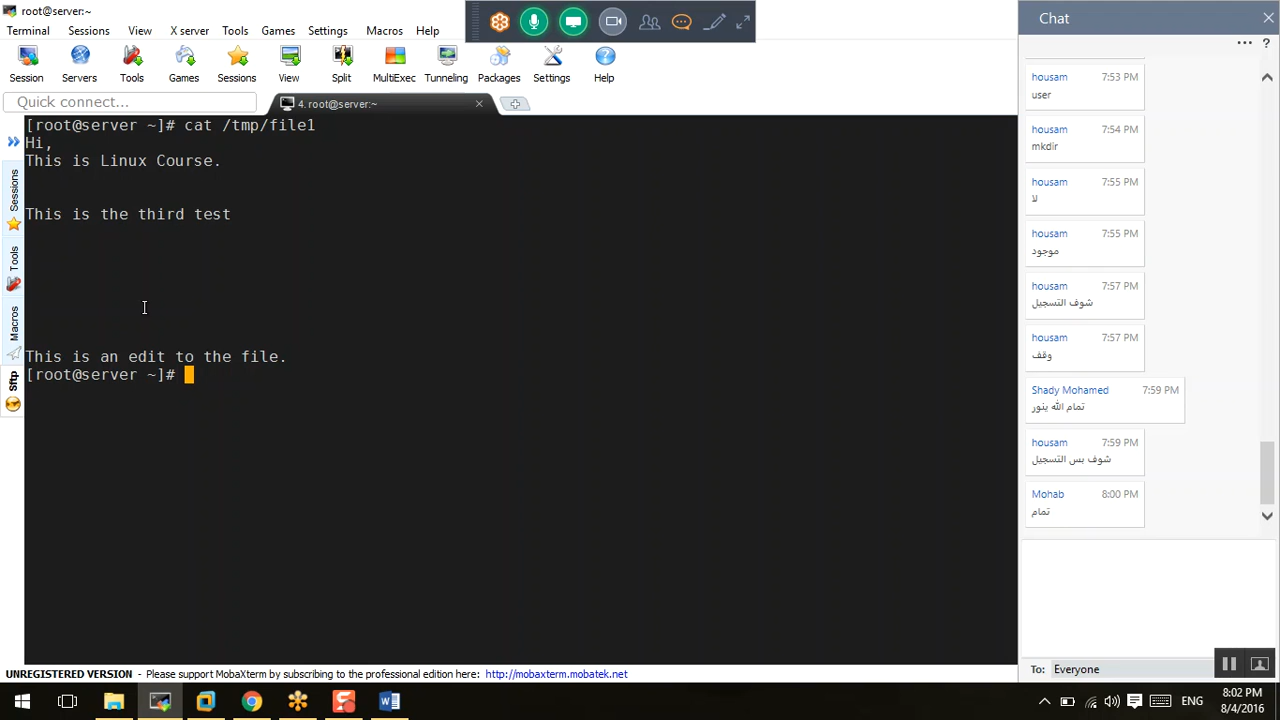 root@server:~
Terminal Sessions View X server Tools Games Settings Macros Help
Session Servers Tools Games Sessions View Split MultiExec Tunneling Packages Settings Help
Quick connect...
4. root@server:~
Sessions
Tools
Macros
Sftp
[root@server ~]# cat /tmp/file1
Hi,
This is Linux Course.
This is the third test
This is an edit to the file.
[root@server ~]#
UNREGISTERED VERSION - Please support MobaXterm by subscribing to the professional edition here: http://mobaxterm.mobatek.net
Chat
?
housam 7:53 PM
user
housam 7:54 PM
mkdir
housam 7:55 PM
لا
housam 7:55 PM
موجود
housam 7:57 PM
شوف التسجيل
housam 7:57 PM
وقف
Shady Mohamed 7:59 PM
تمام الله ينور
housam 7:59 PM
شوف بس التسجيل
Mohab 8:00 PM
تمام
To: Everyone
ENG
8:02 PM
8/4/2016